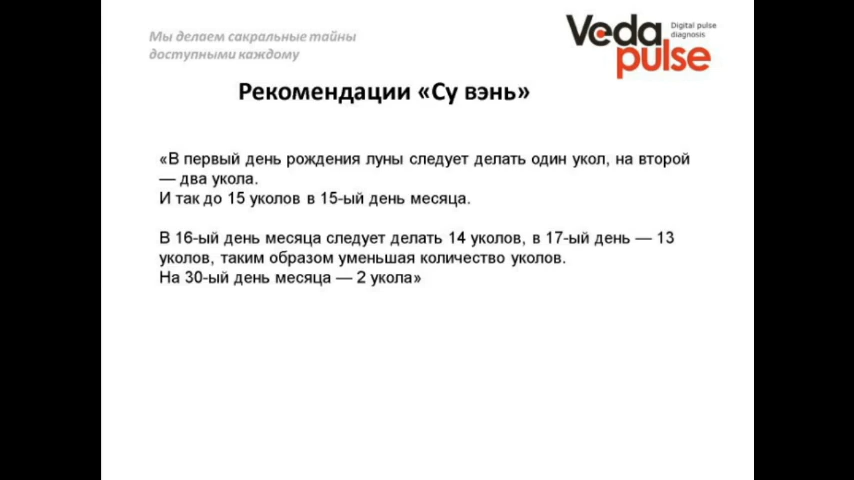 Мы делаем сакральные тайны
доступными каждому
Veda pulse
Digital pulse
diagnosis
Рекомендации «Су вэнь»
«В первый день рождения луны следует делать один укол, на второй
— два укола.
И так до 15 уколов в 15-ый день месяца.
В 16-ый день месяца следует делать 14 уколов, в 17-ый день — 13
уколов, таким образом уменьшая количество уколов.
На 30-ый день месяца — 2 укола»